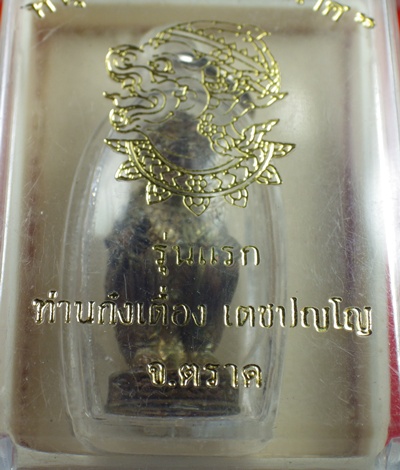 รุ่นแรก
ท่านถังเตื้อง เตชปญฺโญ
จ.ตราด